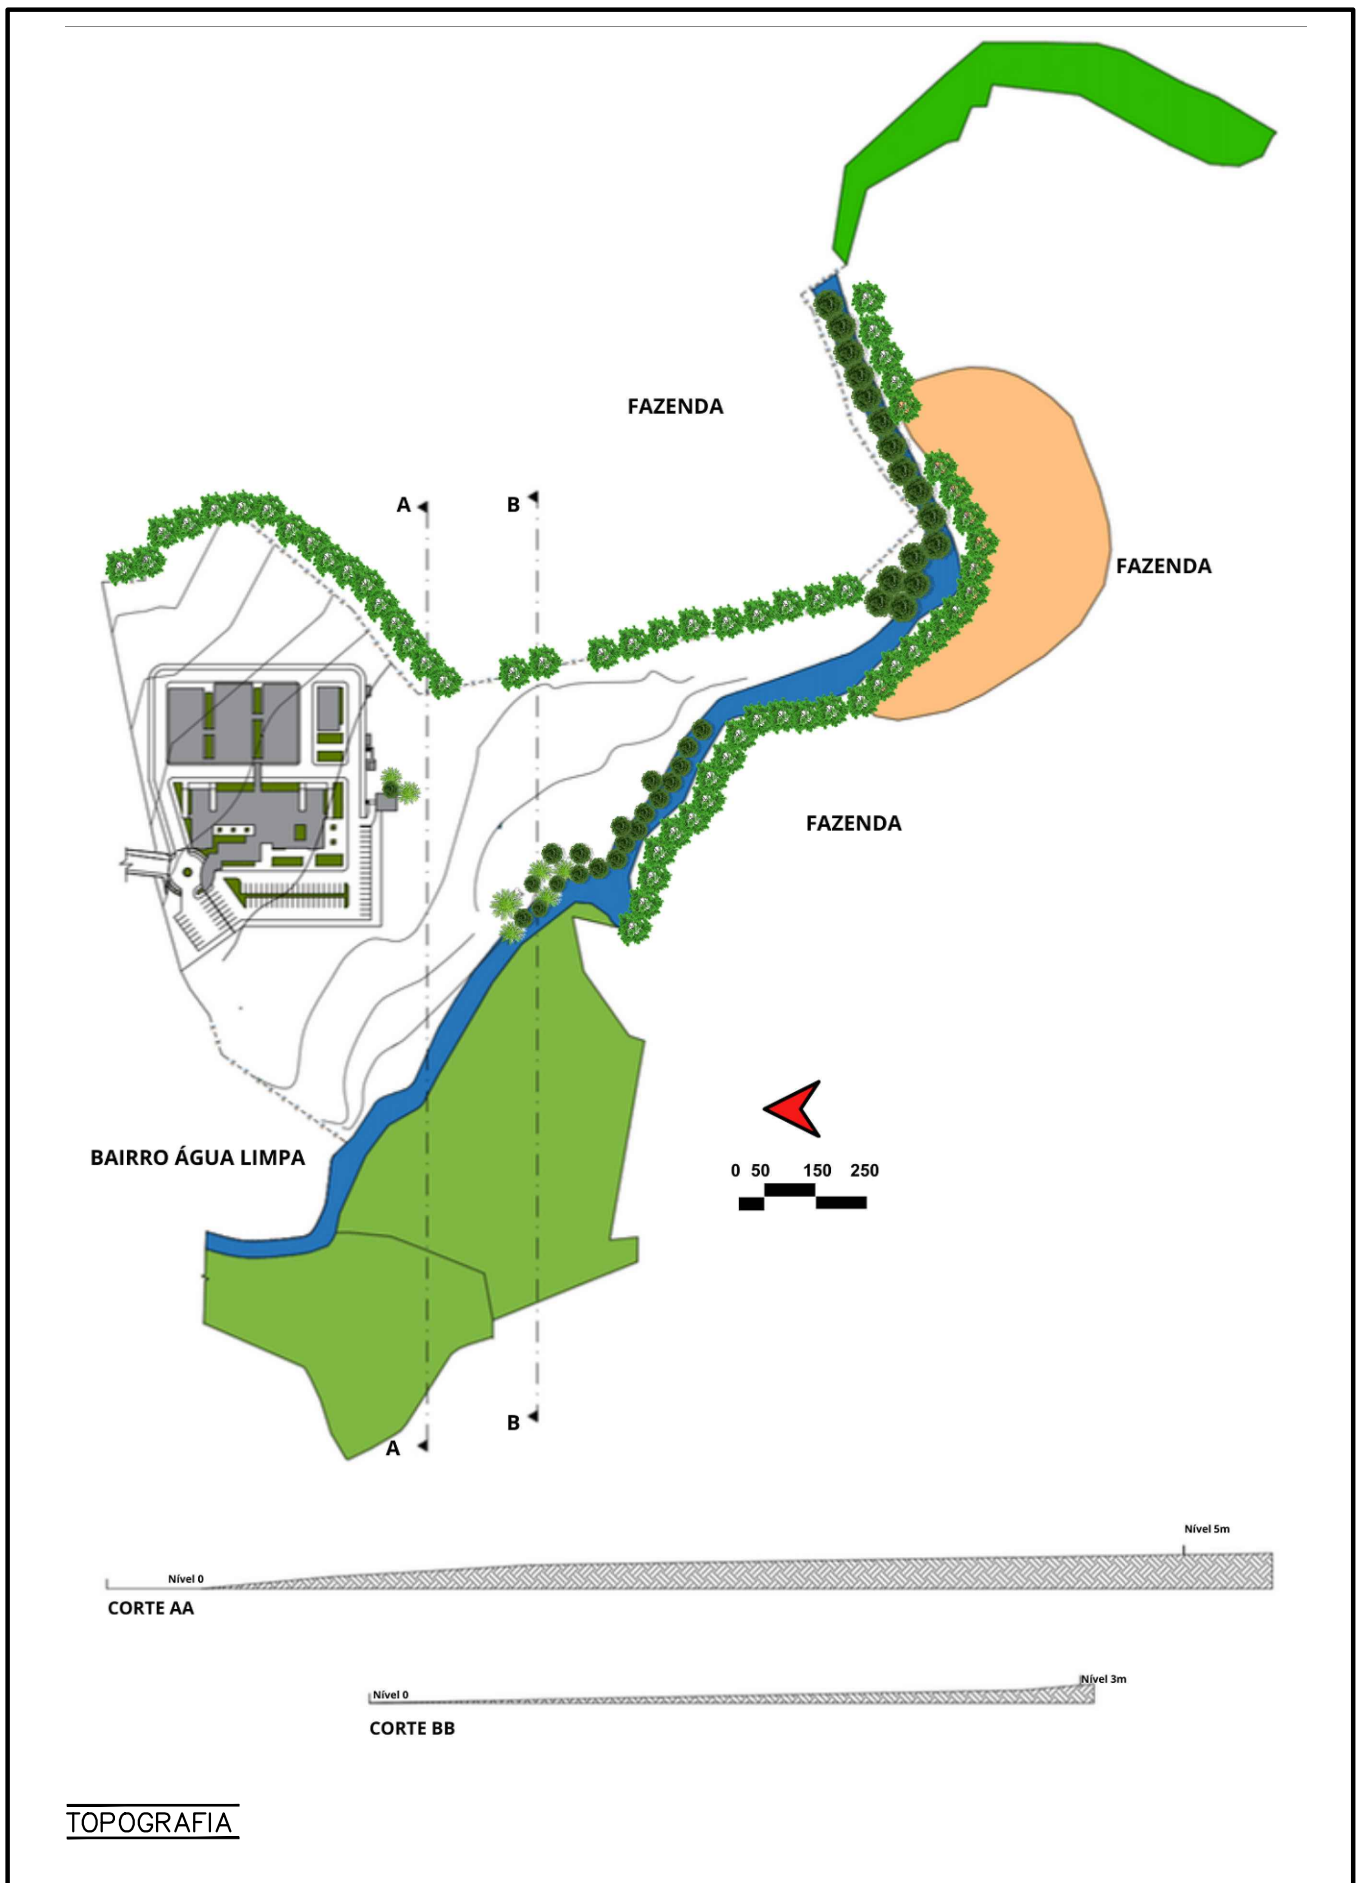 FAZENDA
A
B
FAZENDA
FAZENDA
BAIRRO ÁGUA LIMPA
0 50 150 250
B
A
Nível 5m
Nível 0
CORTE AA
Nível 3m
Nível 0
CORTE BB
TOPOGRAFIA